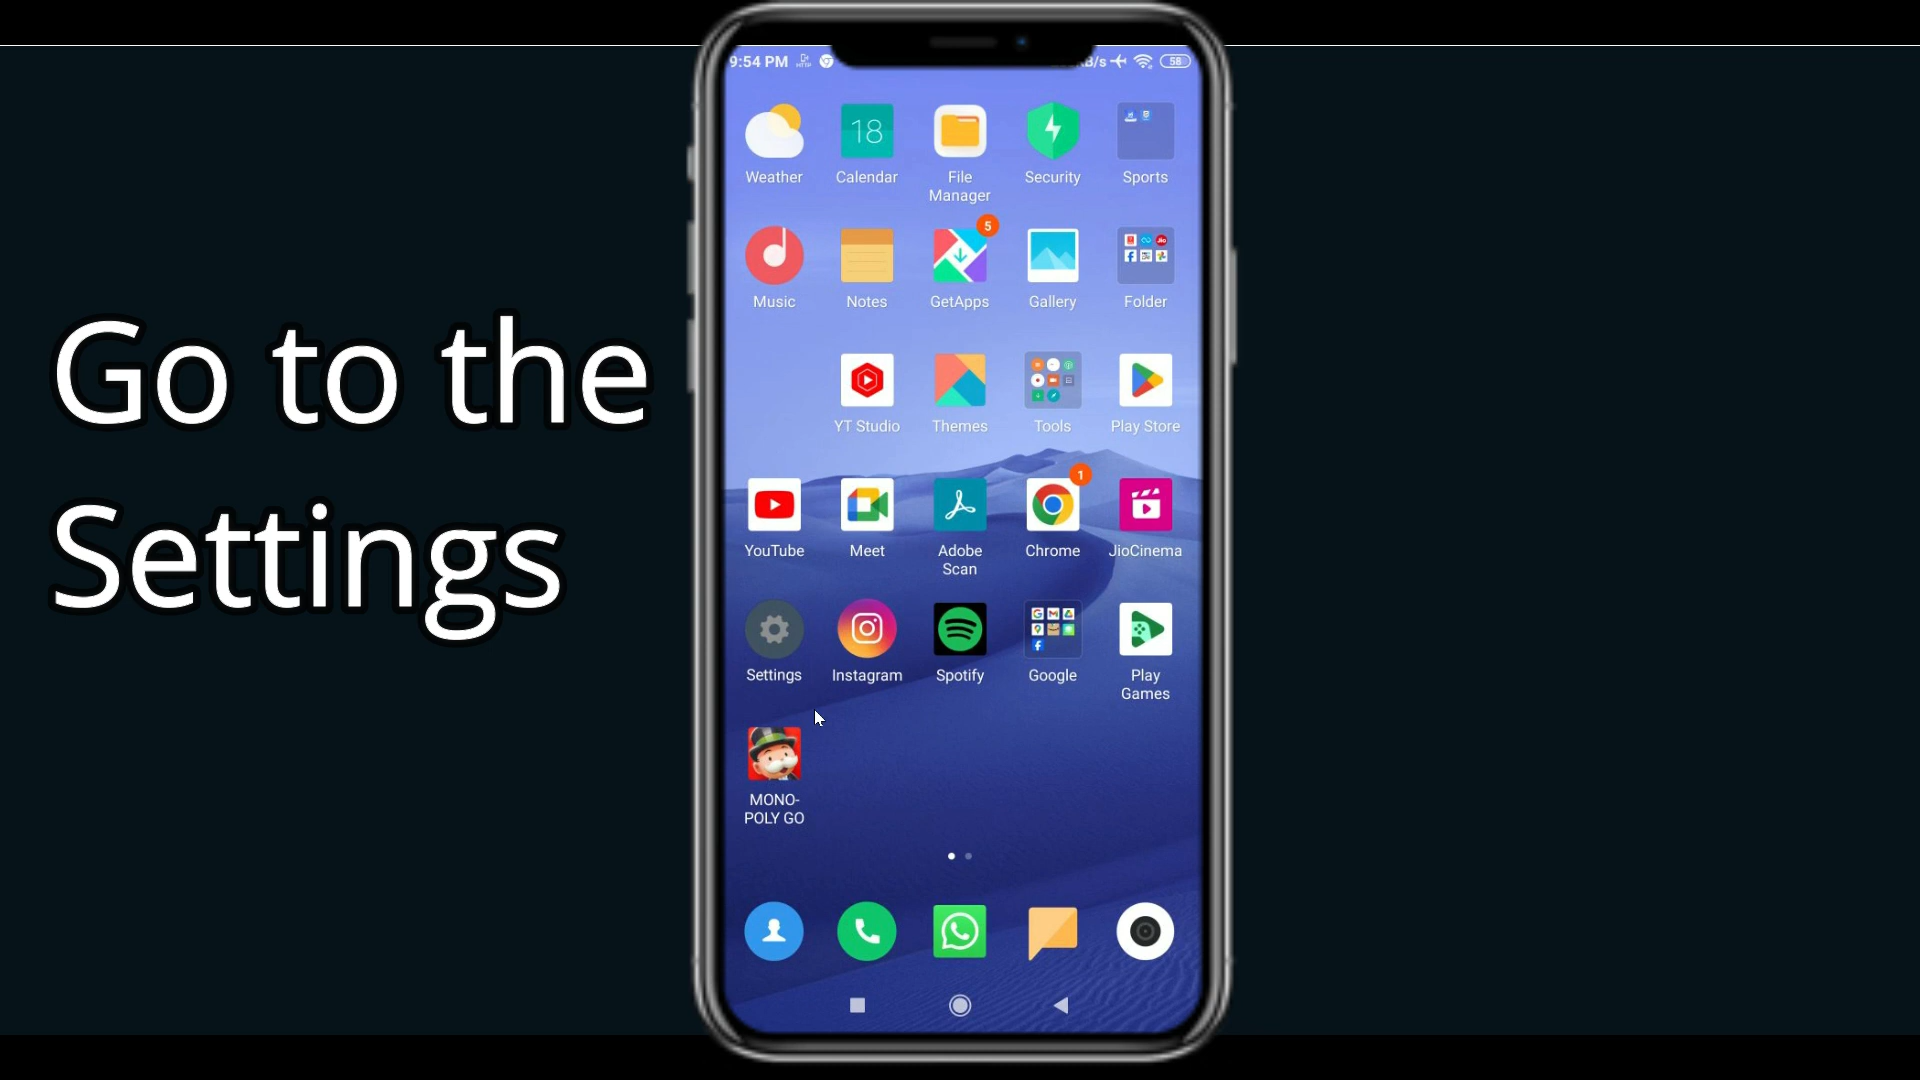 Go to the
Settings
9:54 PM
B/s
58
18
Weather
Calendar
File
Manager
Security
Sports
5
Music
Notes
GetApps
Gallery
Folder
YT Studio
Themes
Tools
Play Store
1
YouTube
Meet
Adobe
Scan
Chrome
JioCinema
Settings
Instagram
Spotify
Google
Play
Games
MONO-
POLY GO